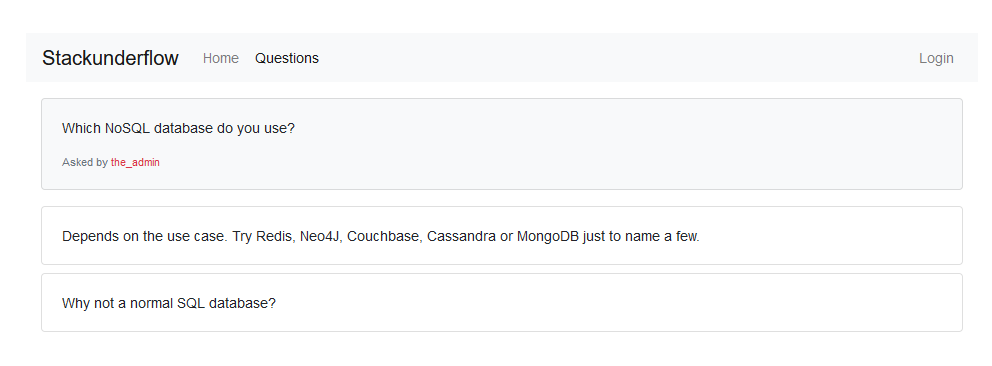 Stackunderflow Home Questions Login
Which NoSQL database do you use?
Asked by the_admin
Depends on the use case. Try Redis, Neo4J, Couchbase, Cassandra or MongoDB just to name a few.
Why not a normal SQL database?